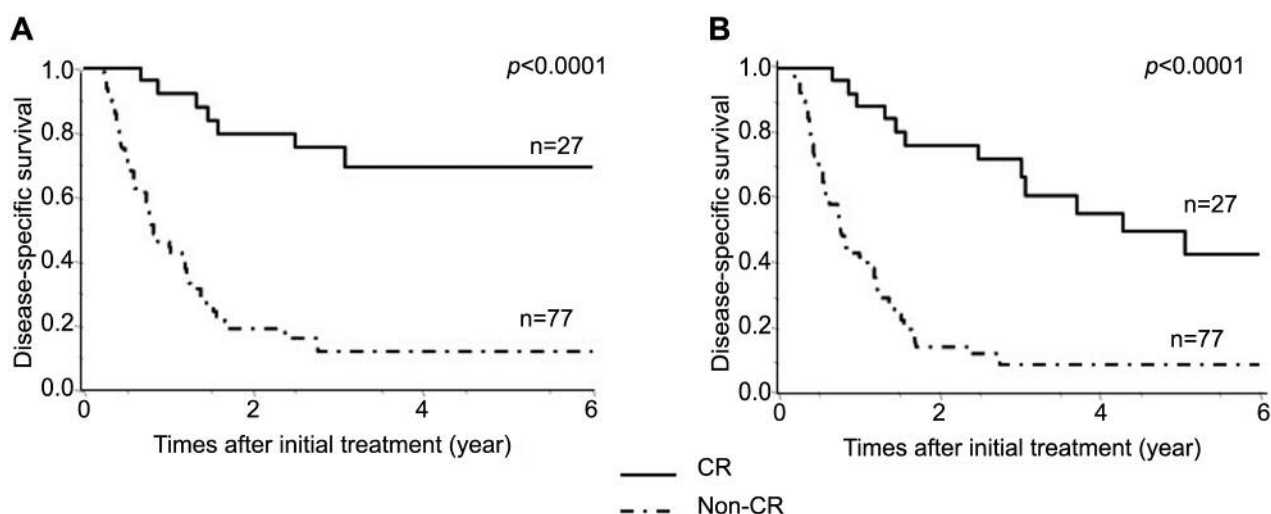 A
Disease-specific survival
1.0
0.8
0.6
0.4
0.2
0.0
p<0.0001
n=27
n=77
0 2 4 6
Times after initial treatment (year)
B
Disease-specific survival
1.0
0.8
0.6
0.4
0.2
0.0
p<0.0001
n=27
n=77
0 2 4 6
Times after initial treatment (year)
CR
Non-CR